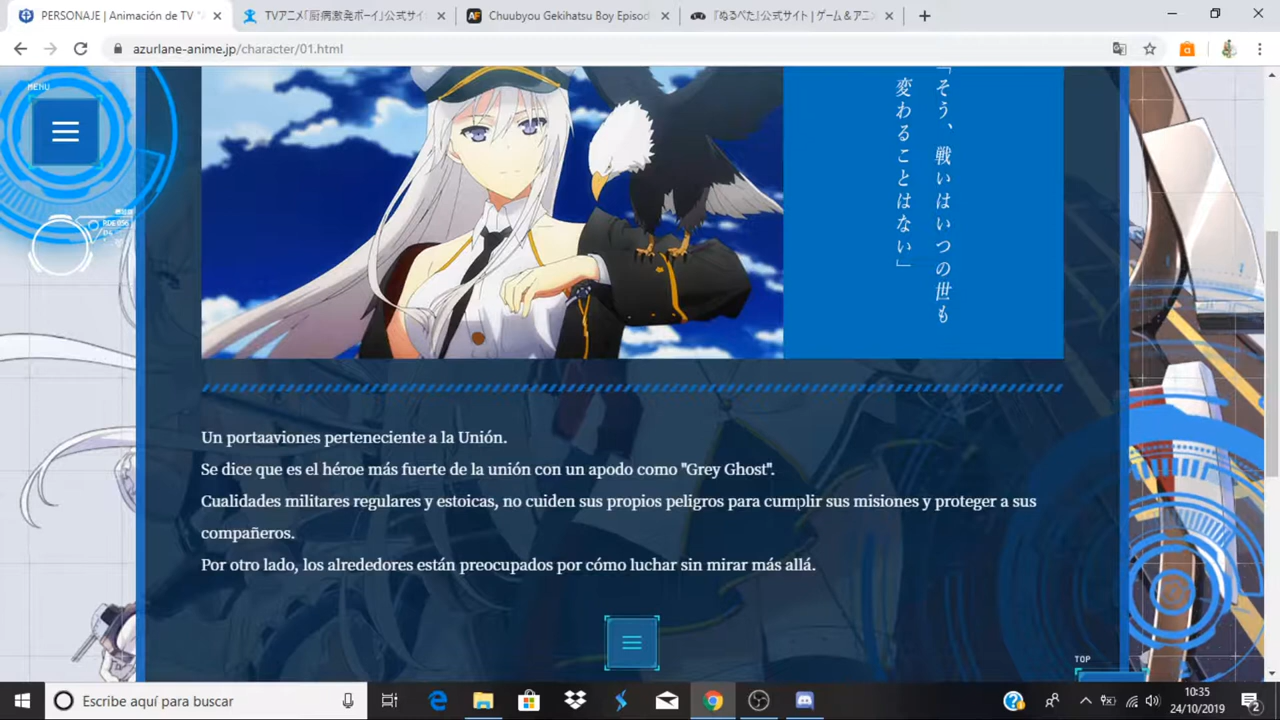 PERSONAJE | Animación de TV "
TVアニメ「厨病激発ボーイ」公式サイ
Chuubyou Gekihatsu Boy Episod
『ぬるべた』公式サイト | ゲーム＆アニ
azurlane-anime.jp/character/01.html
MENU
「そう、戦いはいつの世も
変わることはない」
Un portaaviones perteneciente a la Unión.
Se dice que es el héroe más fuerte de la unión con un apodo como "Grey Ghost".
Cualidades militares regulares y estoicas, no cuiden sus propios peligros para cumplir sus misiones y proteger a sus
compañeros.
Por otro lado, los alrededores están preocupados por cómo luchar sin mirar más allá.
TOP
Escribe aquí para buscar
10:35
24/10/2019
2